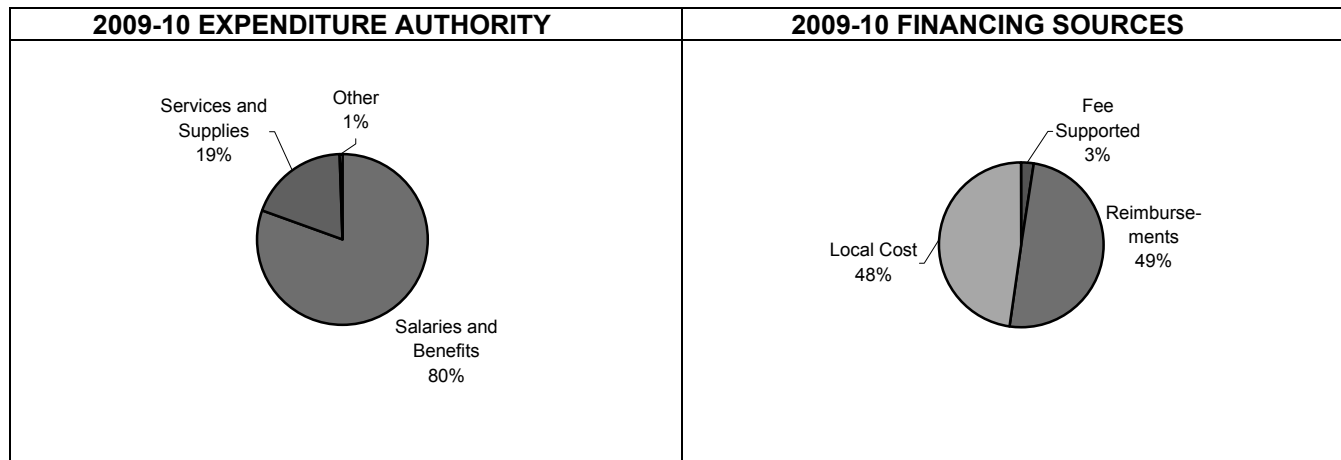 2009-10 EXPENDITURE AUTHORITY
Services and
Supplies
19%
Other
1%
Salaries and
Benefits
80%
2009-10 FINANCING SOURCES
Fee
Supported
3%
Reimburse-
ments
49%
Local Cost
48%